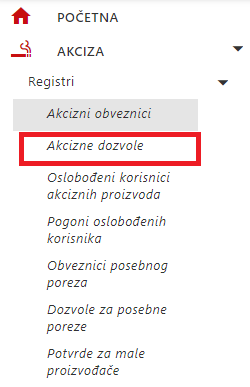 POČETNA
AKCIZA
Registri
Akcizni obveznici
Akcizne dozvole
Oslobođeni korisnici
akciznih proizvoda
Pogoni oslobođenih
korisnika
Obveznici posebnog
poreza
Dozvole za posebne
poreze
Potvrde za male
proizvođače